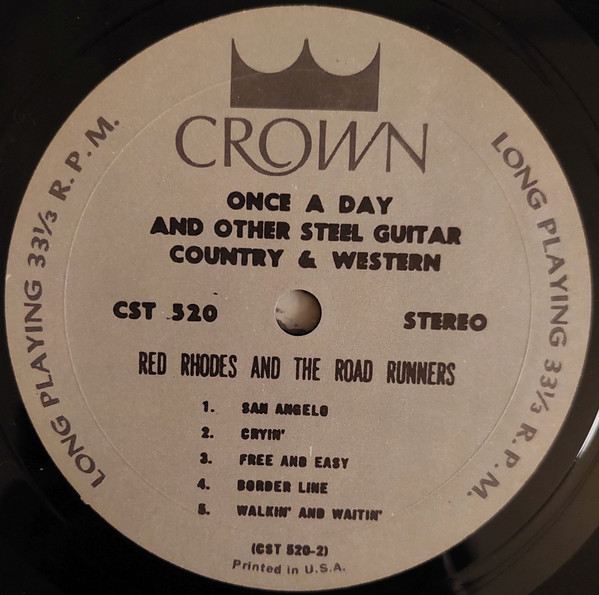 CROWN
ONCE A DAY
AND OTHER STEEL GUITAR
COUNTRY & WESTERN
CST 520
STEREO
RED RHODES AND THE ROAD RUNNERS
1. SAN ANGELO
2. CRYIN'
3. FREE AND EASY
4. BORDER LINE
5. WALKIN' AND WAITIN'
(CST 520-2)
Printed in U.S.A.
LONG PLAYING 33⅓ R.P.M.
LONG PLAYING 33⅓ R.P.M.